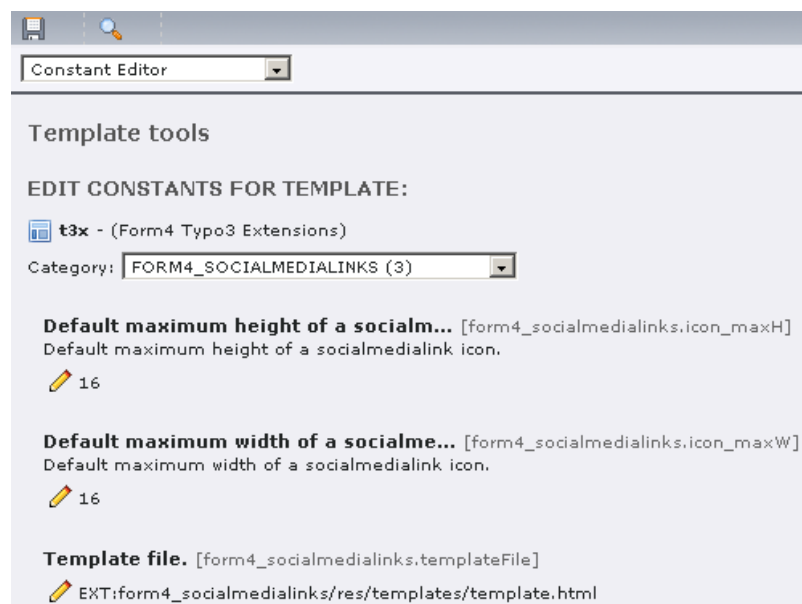 Constant Editor
Template tools
EDIT CONSTANTS FOR TEMPLATE:
t3x - (Form4 Typo3 Extensions)
Category: FORM4_SOCIALMEDIALINKS (3)
Default maximum height of a socialm... [form4_socialmedialinks.icon_maxH]
Default maximum height of a socialmedialink icon.
16
Default maximum width of a socialme... [form4_socialmedialinks.icon_maxW]
Default maximum width of a socialmedialink icon.
16
Template file. [form4_socialmedialinks.templateFile]
EXT:form4_socialmedialinks/res/templates/template.html